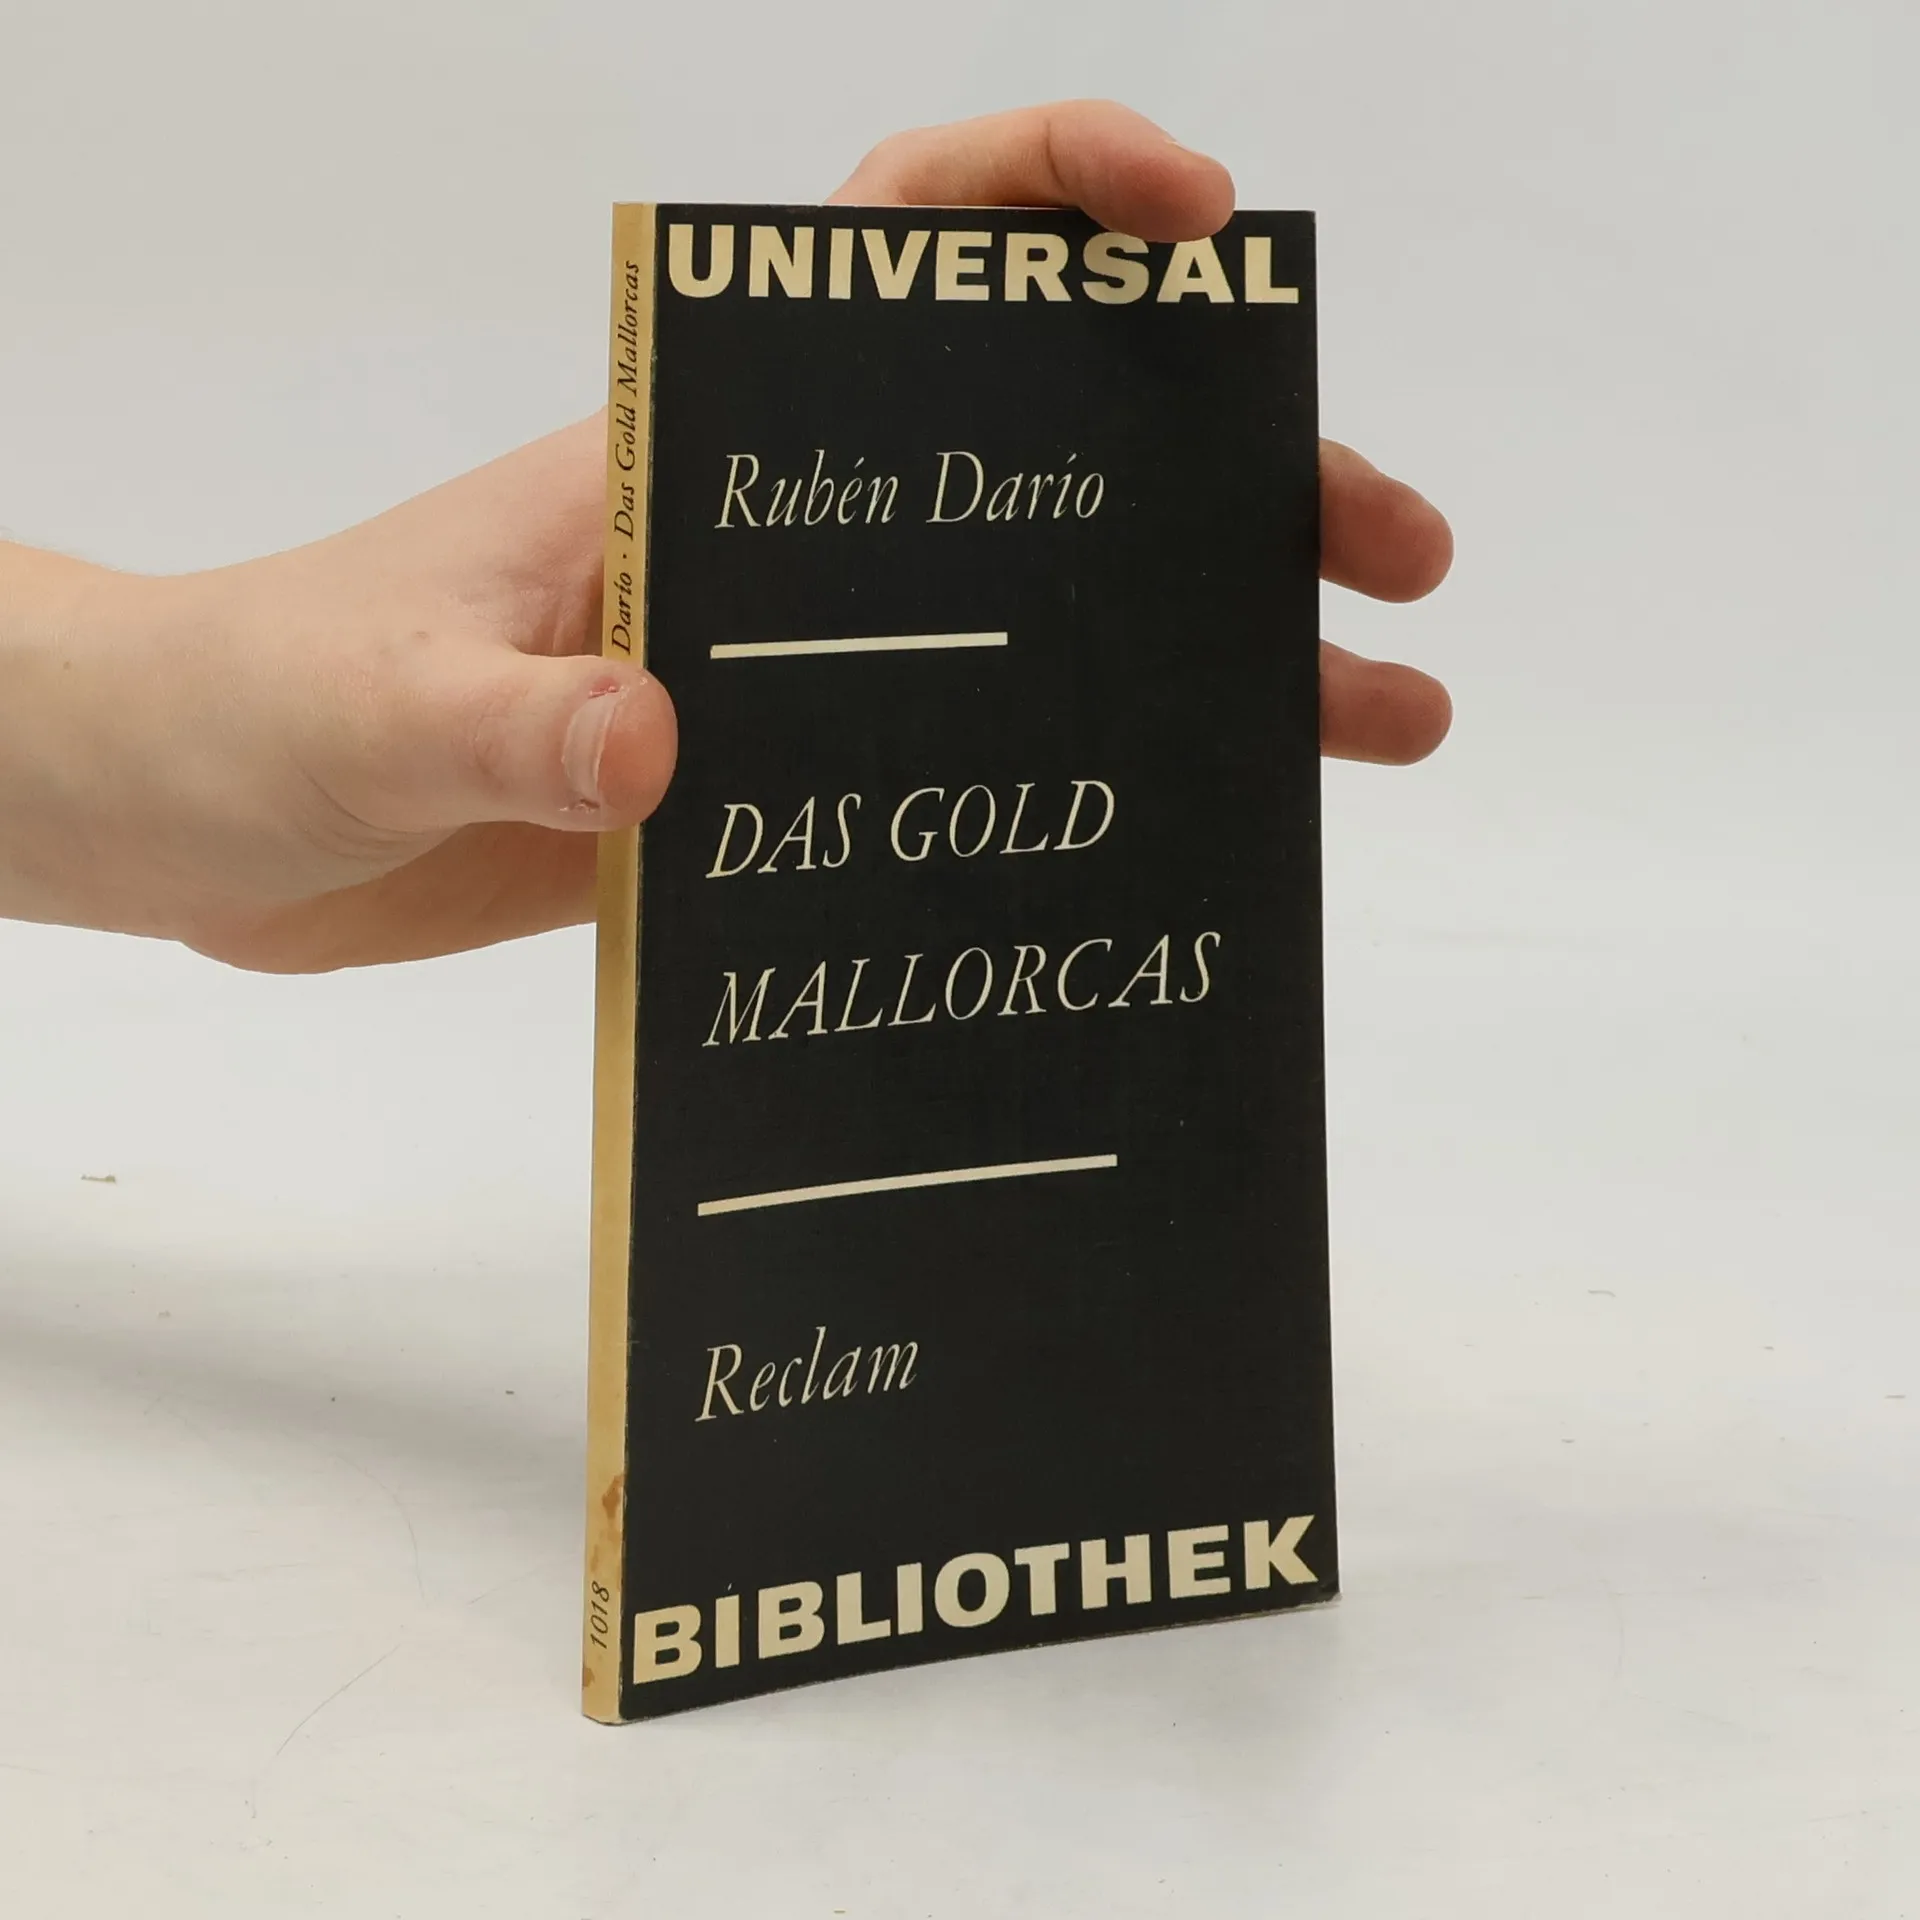 UNIVERSAL
Rubén Darío
DAS GOLD
MALLORCAS
Reclam
BIBLIOTHEK
Darío · Das Gold Mallorcas
1018